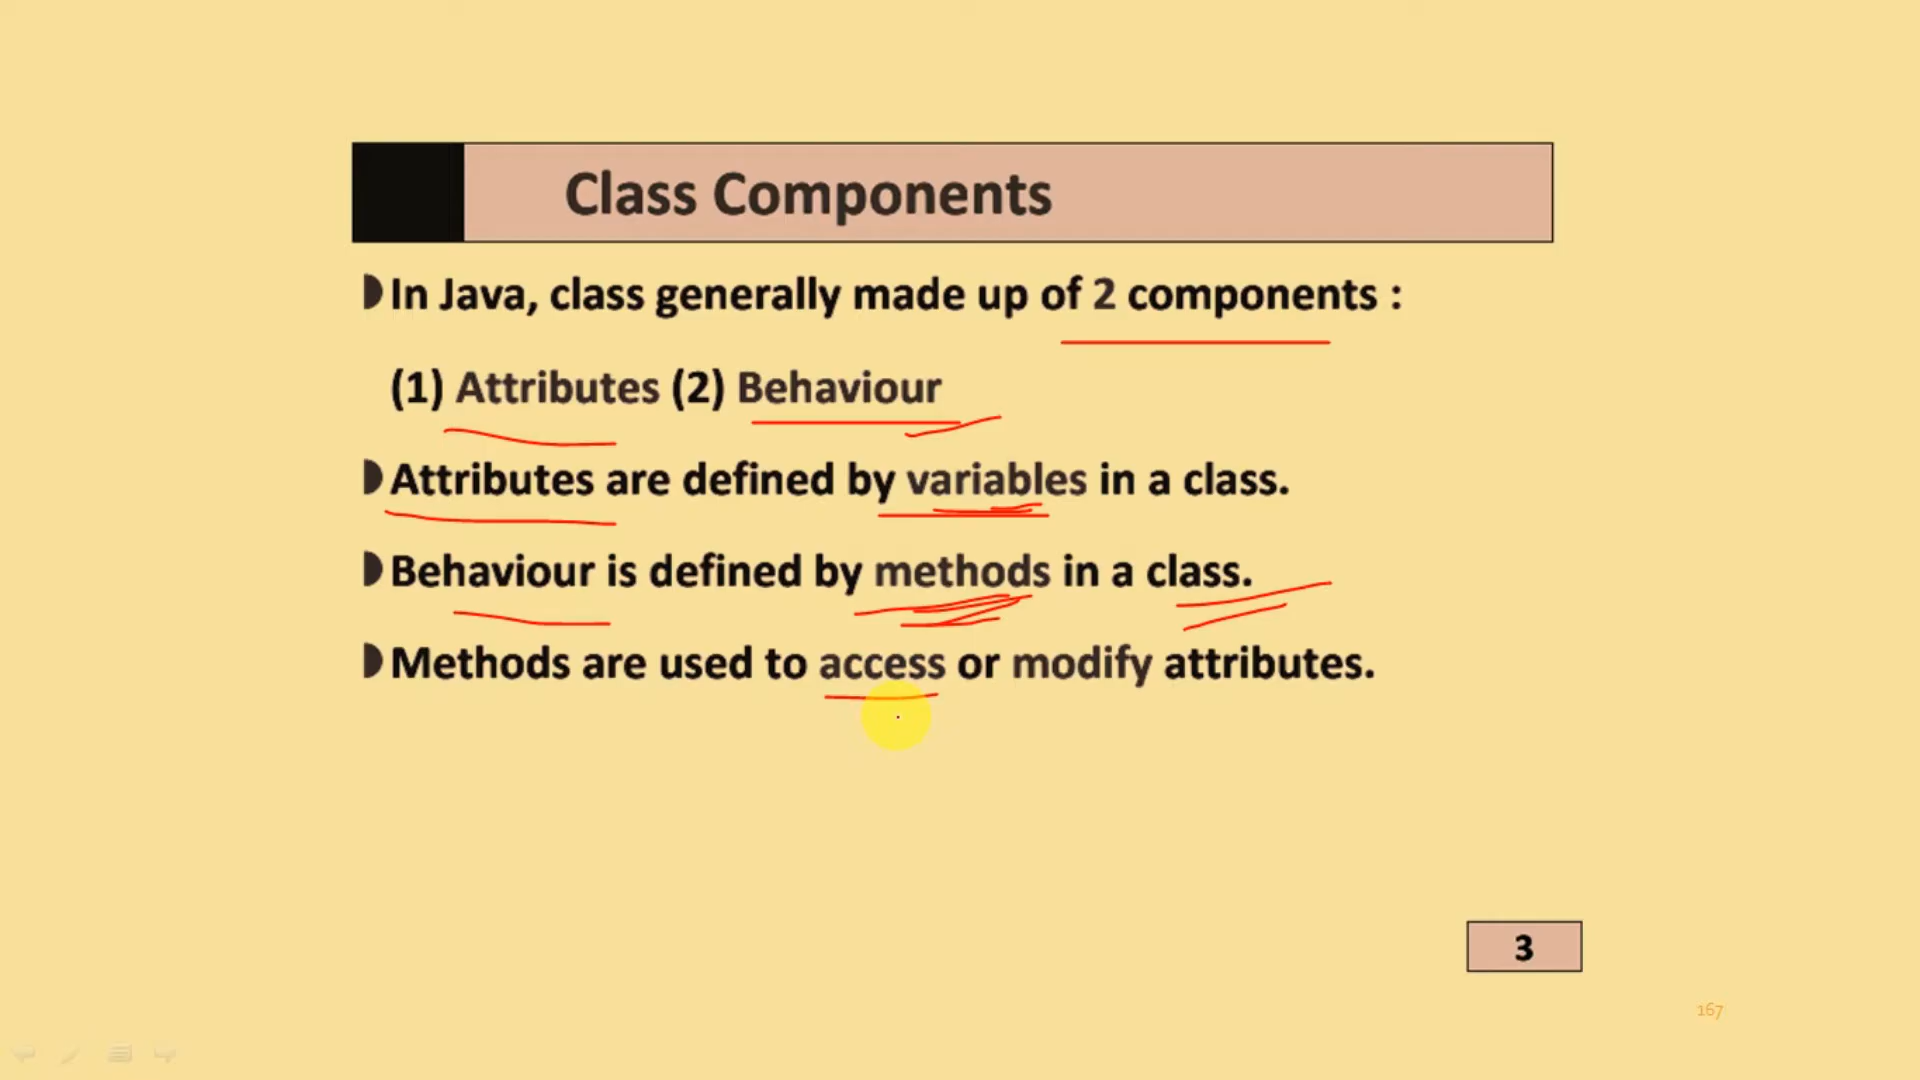 Class Components
In Java, class generally made up of 2 components :
(1) Attributes (2) Behaviour
Attributes are defined by variables in a class.
Behaviour is defined by methods in a class.
Methods are used to access or modify attributes.
3
167